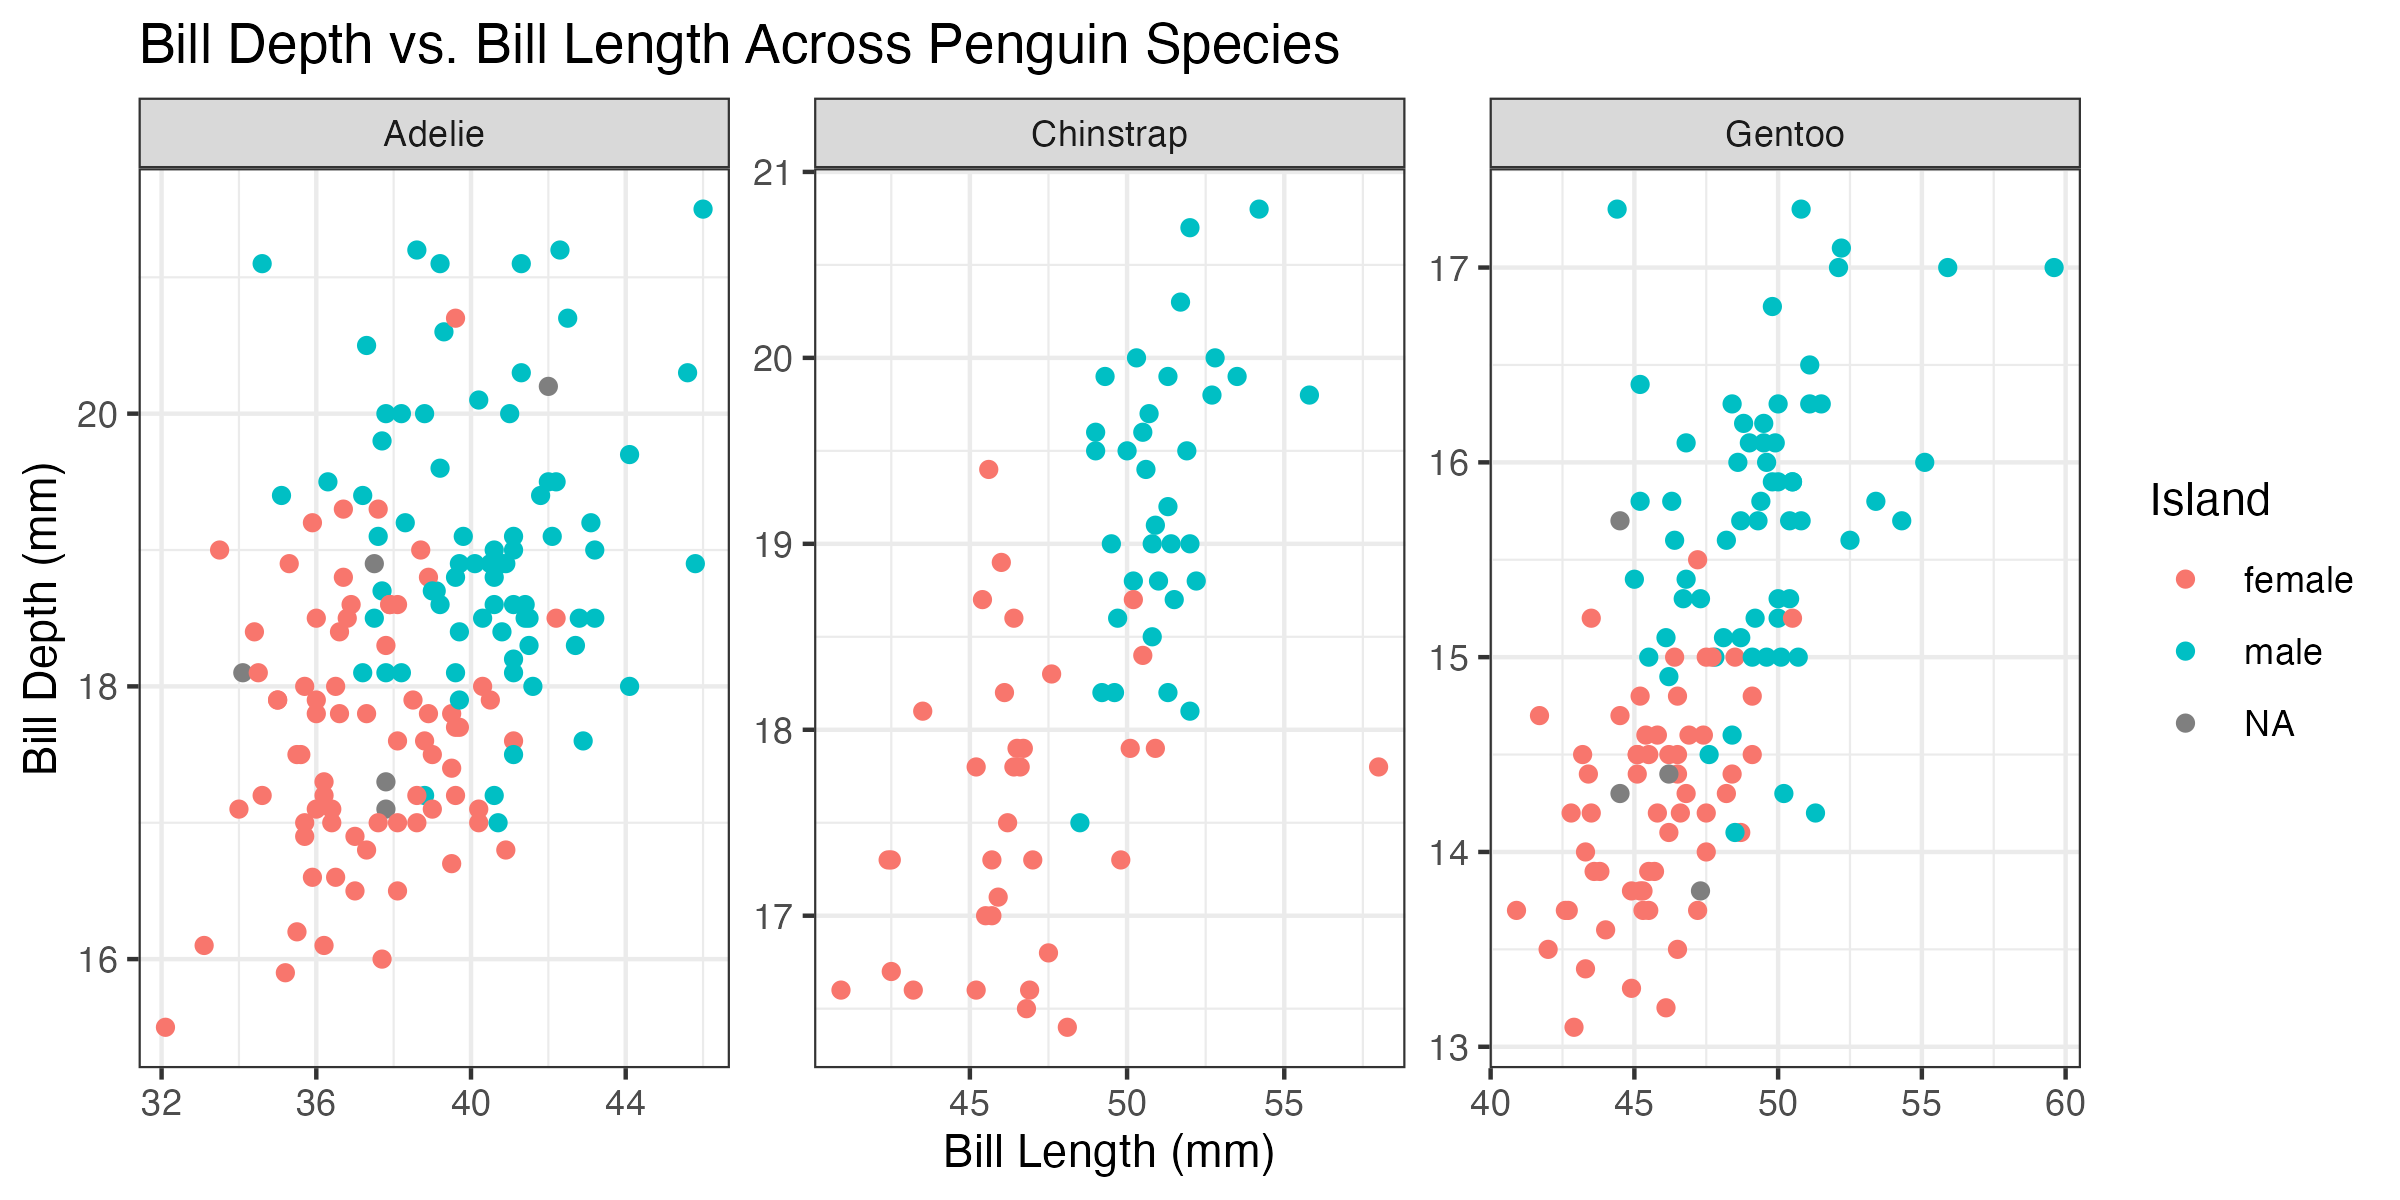 Bill Depth vs. Bill Length Across Penguin Species
Adelie
Chinstrap
Gentoo
Bill Depth (mm)
20
18
16
32 36 40 44
21
20
19
18
17
45 50 55
17
16
15
14
13
40 45 50 55 60
Bill Length (mm)
Island
female
male
NA